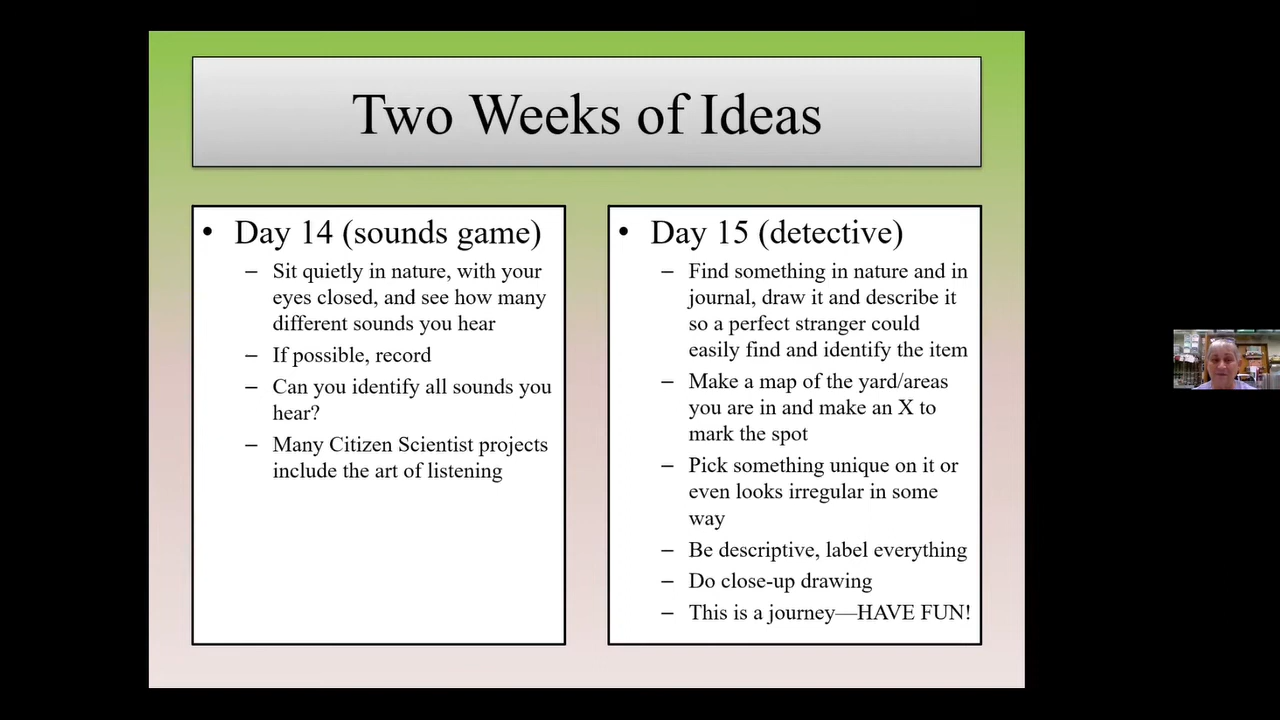 Two Weeks of Ideas
• Day 14 (sounds game)
– Sit quietly in nature, with your
eyes closed, and see how many
different sounds you hear
– If possible, record
– Can you identify all sounds you
hear?
– Many Citizen Scientist projects
include the art of listening
• Day 15 (detective)
– Find something in nature and in
journal, draw it and describe it
so a perfect stranger could
easily find and identify the item
– Make a map of the yard/areas
you are in and make an X to
mark the spot
– Pick something unique on it or
even looks irregular in some
way
– Be descriptive, label everything
– Do close-up drawing
– This is a journey—HAVE FUN!